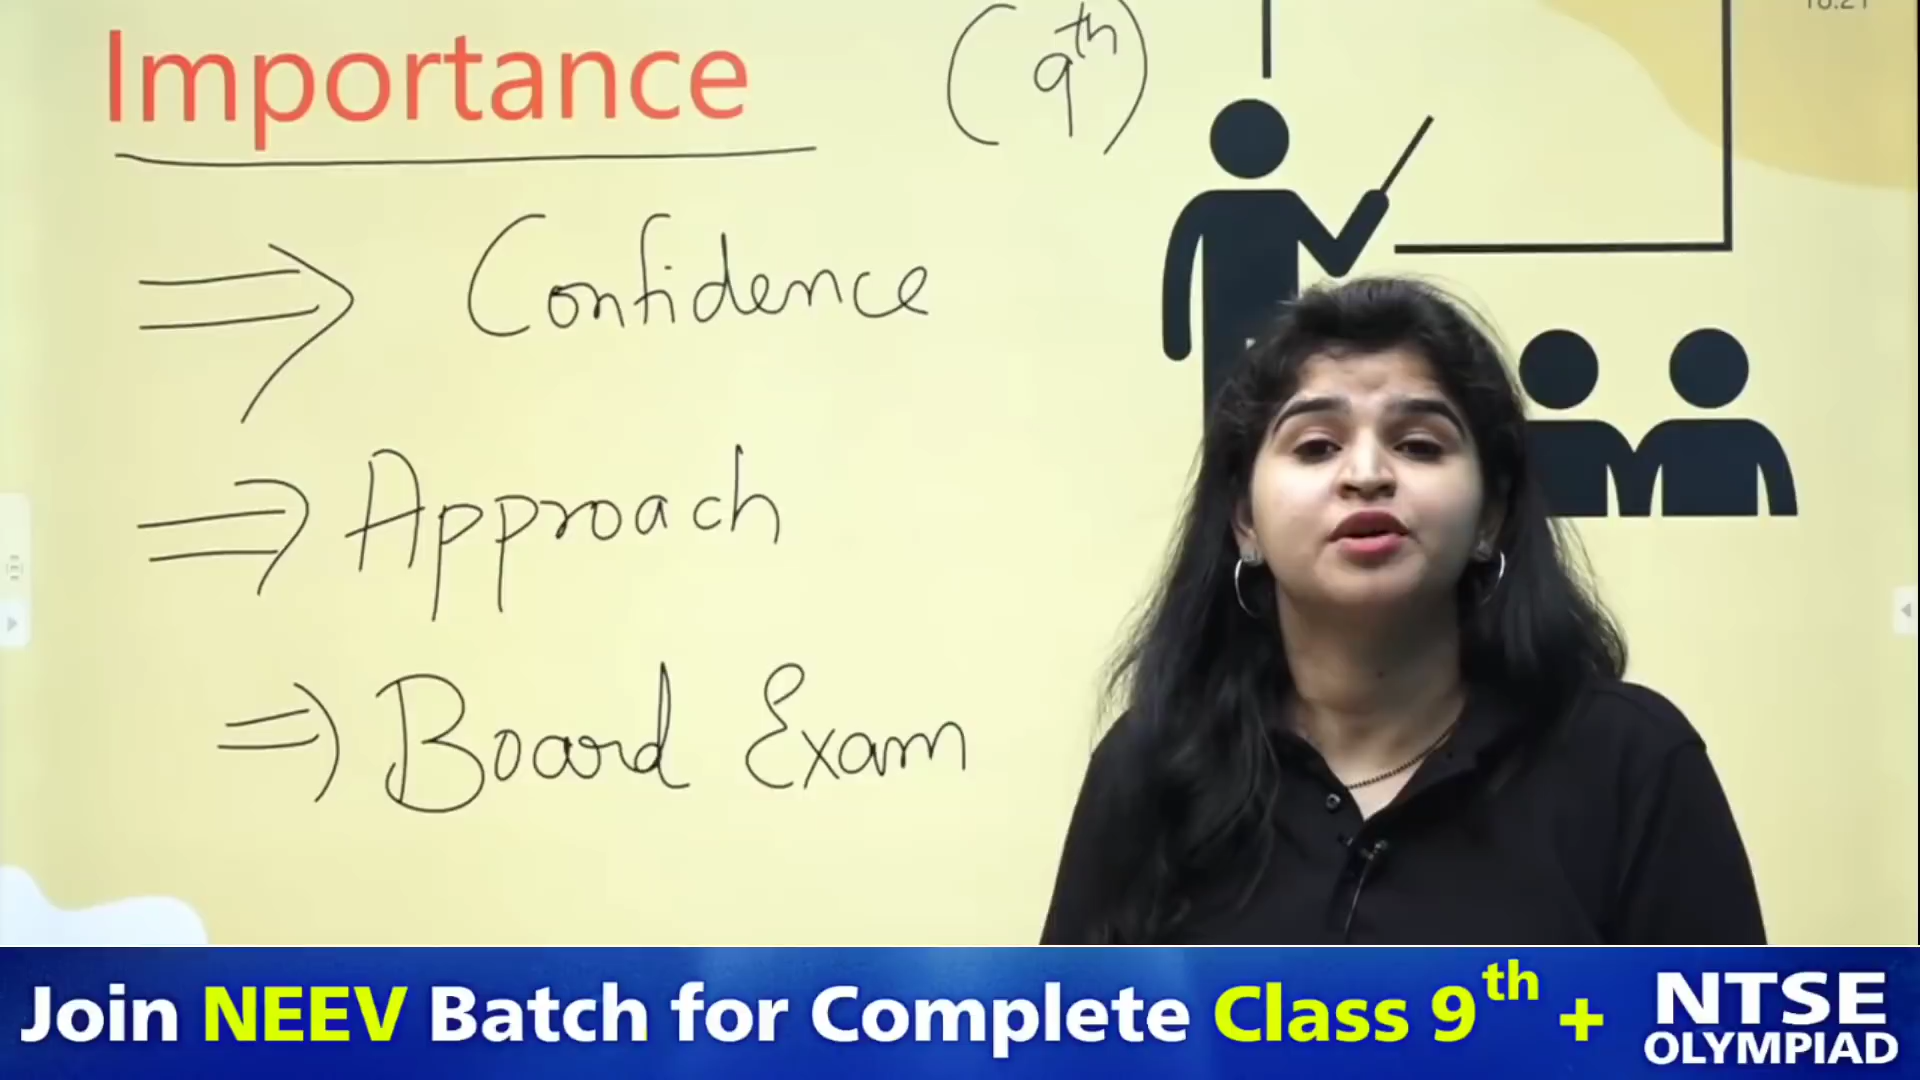 Importance (9th)
⇒ Confidence
⇒ Approach
⇒ Board Exam
Join NEEV Batch for Complete Class 9th + NTSE OLYMPIAD